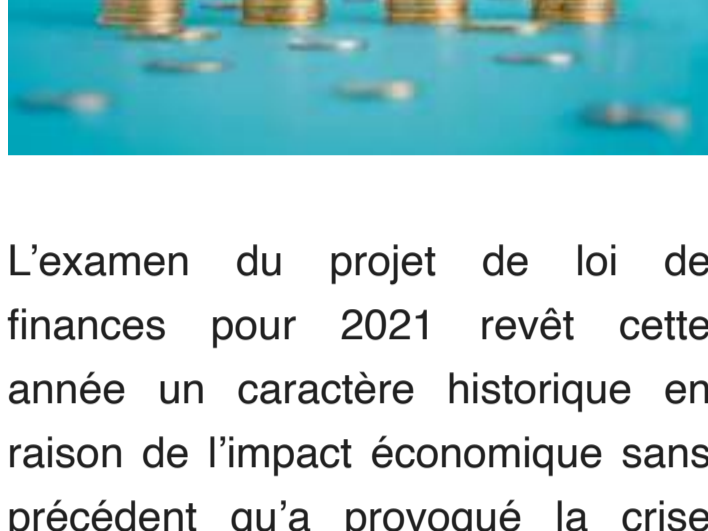 L’examen du projet de loi de
finances pour 2021 revêt cette
année un caractère historique en
raison de l’impact économique sans
précédent qu’a provoqué la crise